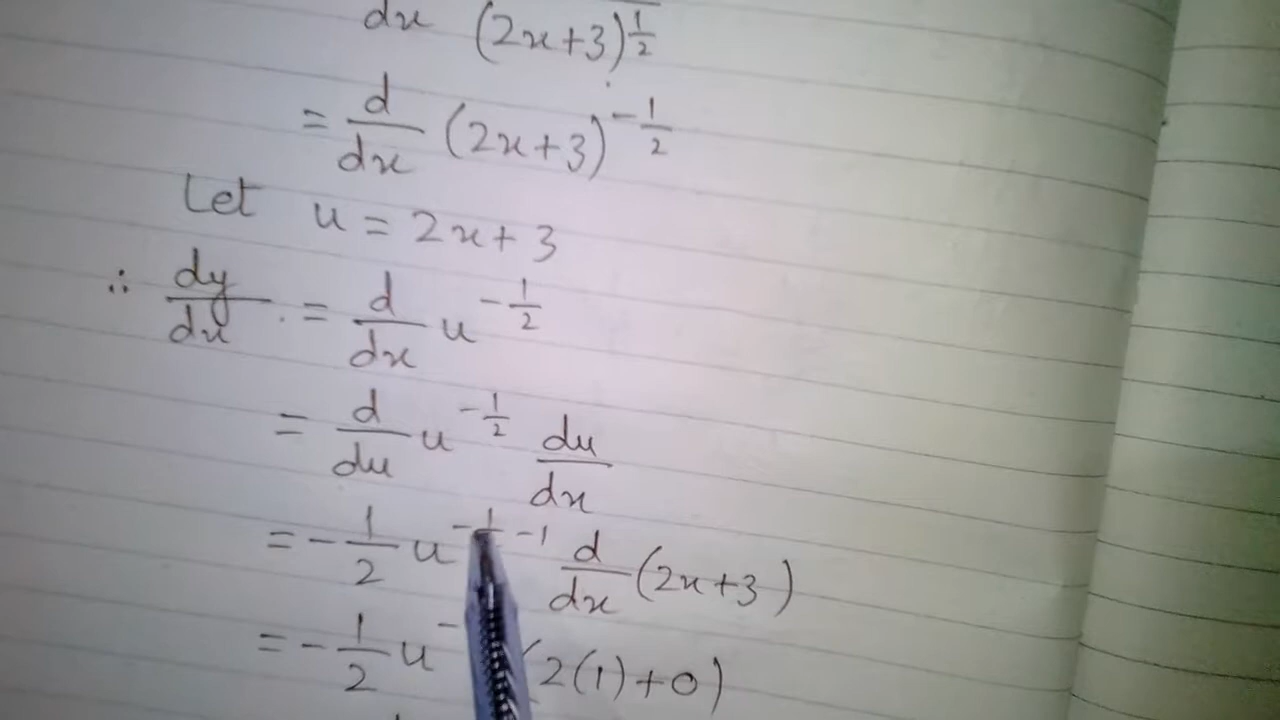 dx (2x+3)^1/2
= d/dx (2x+3)^-1/2
Let u = 2x+3
∴ dy/dx = d/dx u^-1/2
= d/du u^-1/2 du/dx
= -1/2 u^-1/ -1 d/dx (2x+3)
= -1/2 u^- (2(1)+0)